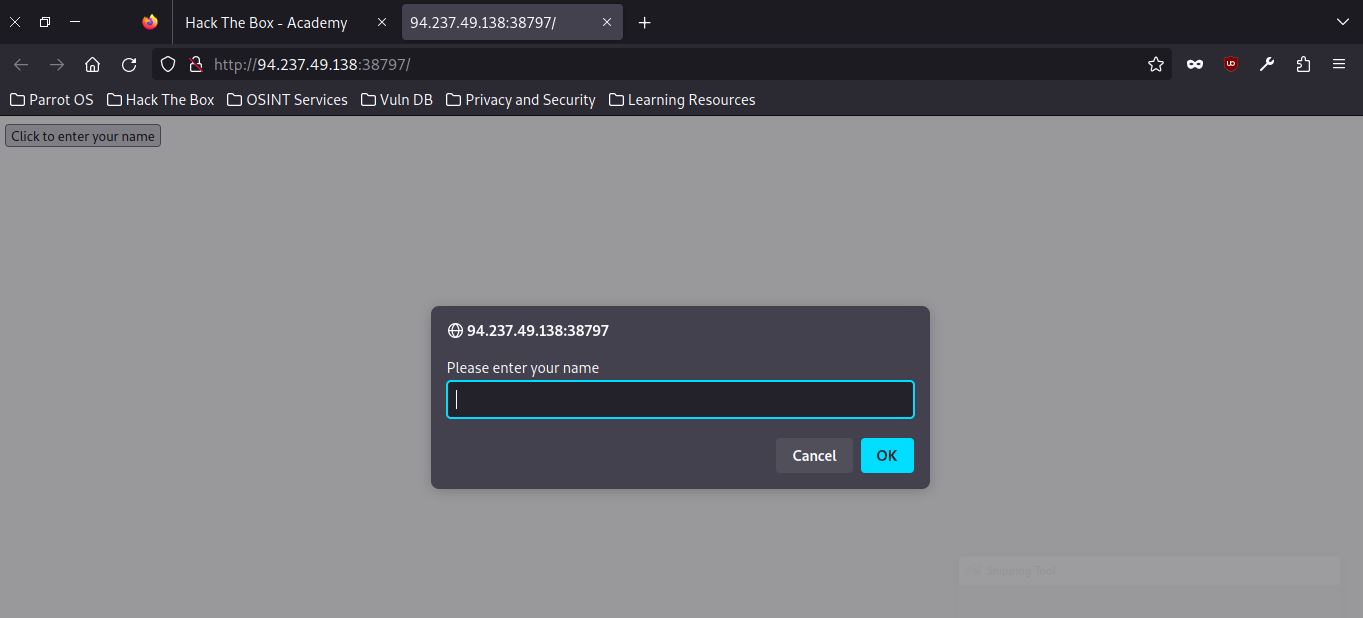 Hack The Box - Academy
94.237.49.138:38797/
http://94.237.49.138:38797/
Parrot OS Hack The Box OSINT Services Vuln DB Privacy and Security Learning Resources
Click to enter your name
94.237.49.138:38797
Please enter your name
Cancel OK
Snipping Tool